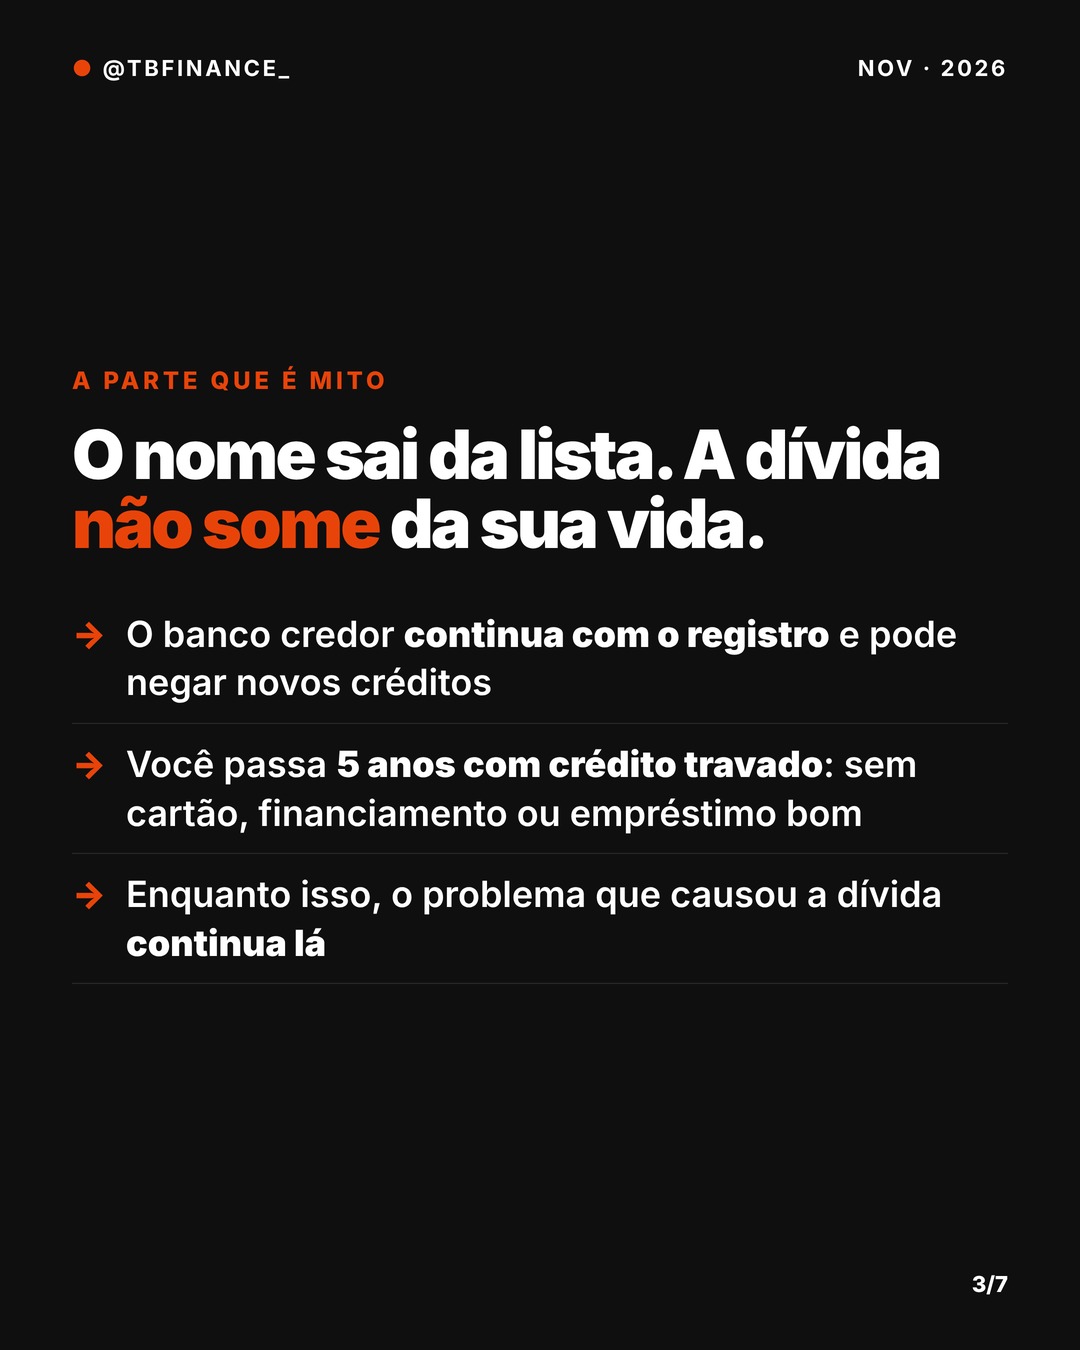 @TBFINANCE_
NOV · 2026
A PARTE QUE É MITO
O nome sai da lista. A dívida
não some da sua vida.
→ O banco credor continua com o registro e pode
negar novos créditos
→ Você passa 5 anos com crédito travado: sem
cartão, financiamento ou empréstimo bom
→ Enquanto isso, o problema que causou a dívida
continua lá
3/7